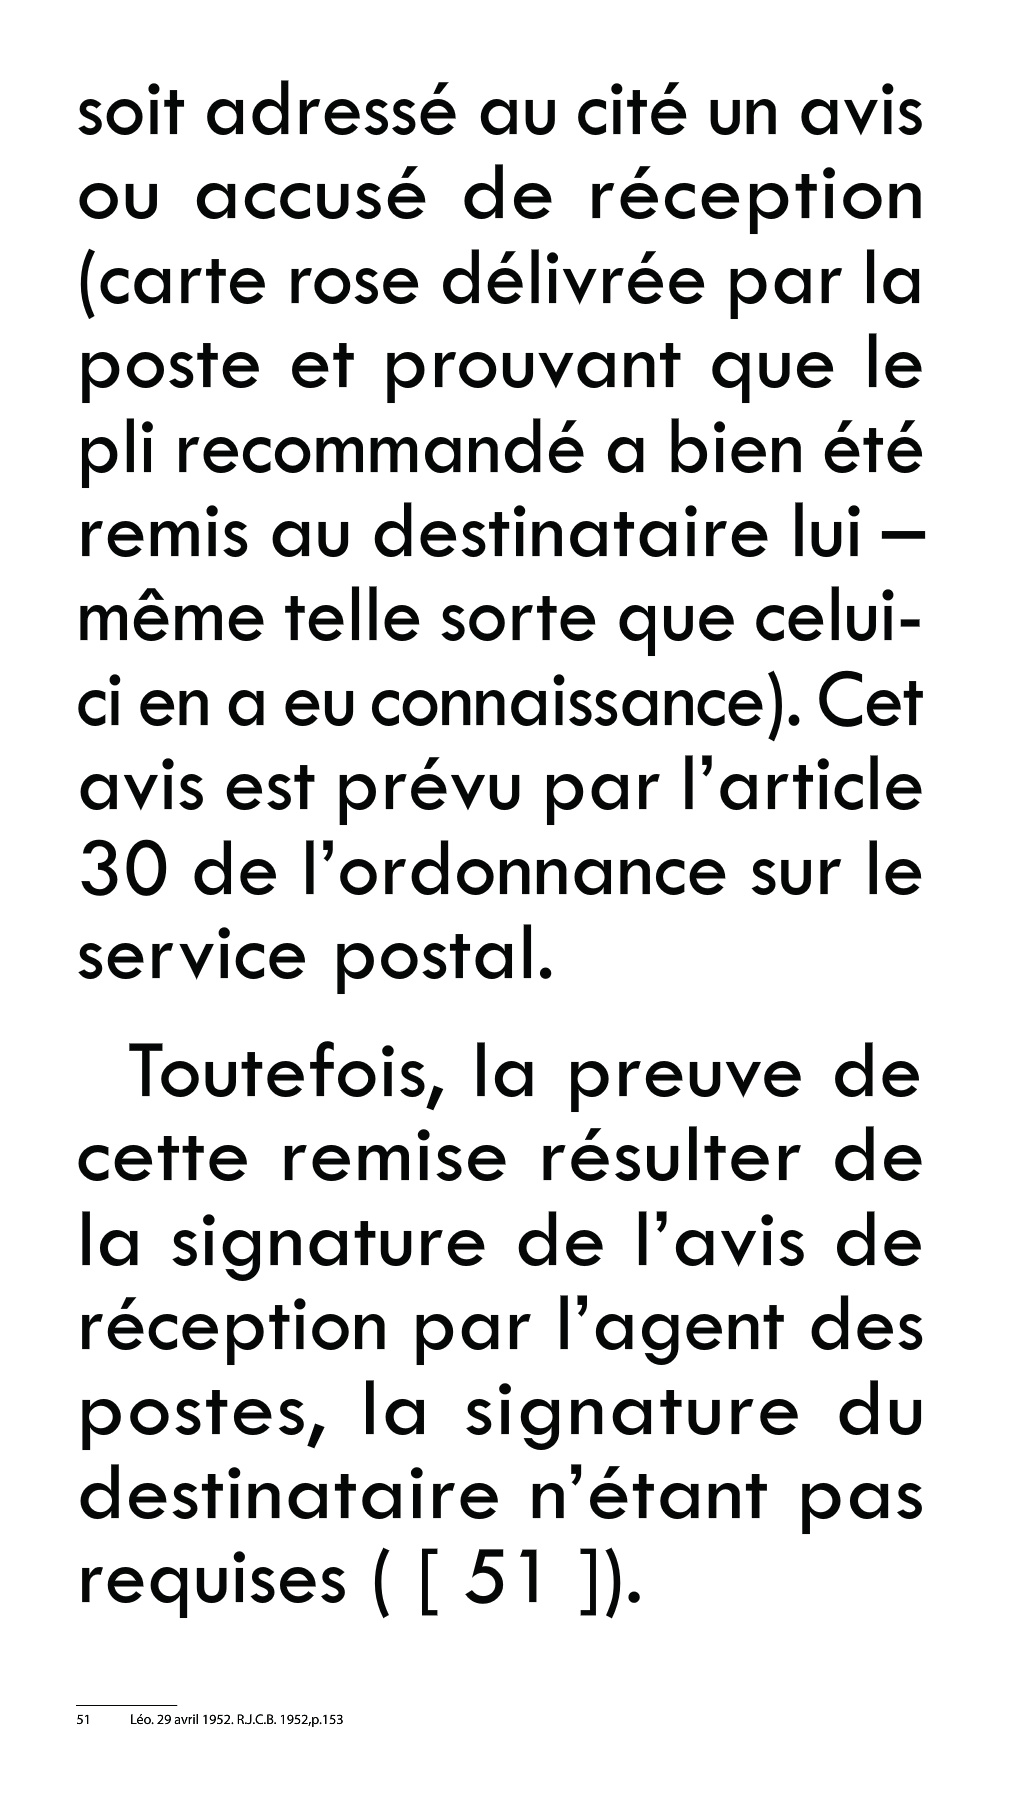 soit adressé au cité un avis
ou accusé de réception
(carte rose délivrée par la
poste et prouvant que le
pli recommandé a bien été
remis au destinataire lui –
même telle sorte que celui-
ci en a eu connaissance). Cet
avis est prévu par l’article
30 de l’ordonnance sur le
service postal.
Toutefois, la preuve de
cette remise résulter de
la signature de l’avis de
réception par l’agent des
postes, la signature du
destinataire n’étant pas
requises ( [ 51 ]).
51 Léo. 29 avril 1952. R.J.C.B. 1952,p.153